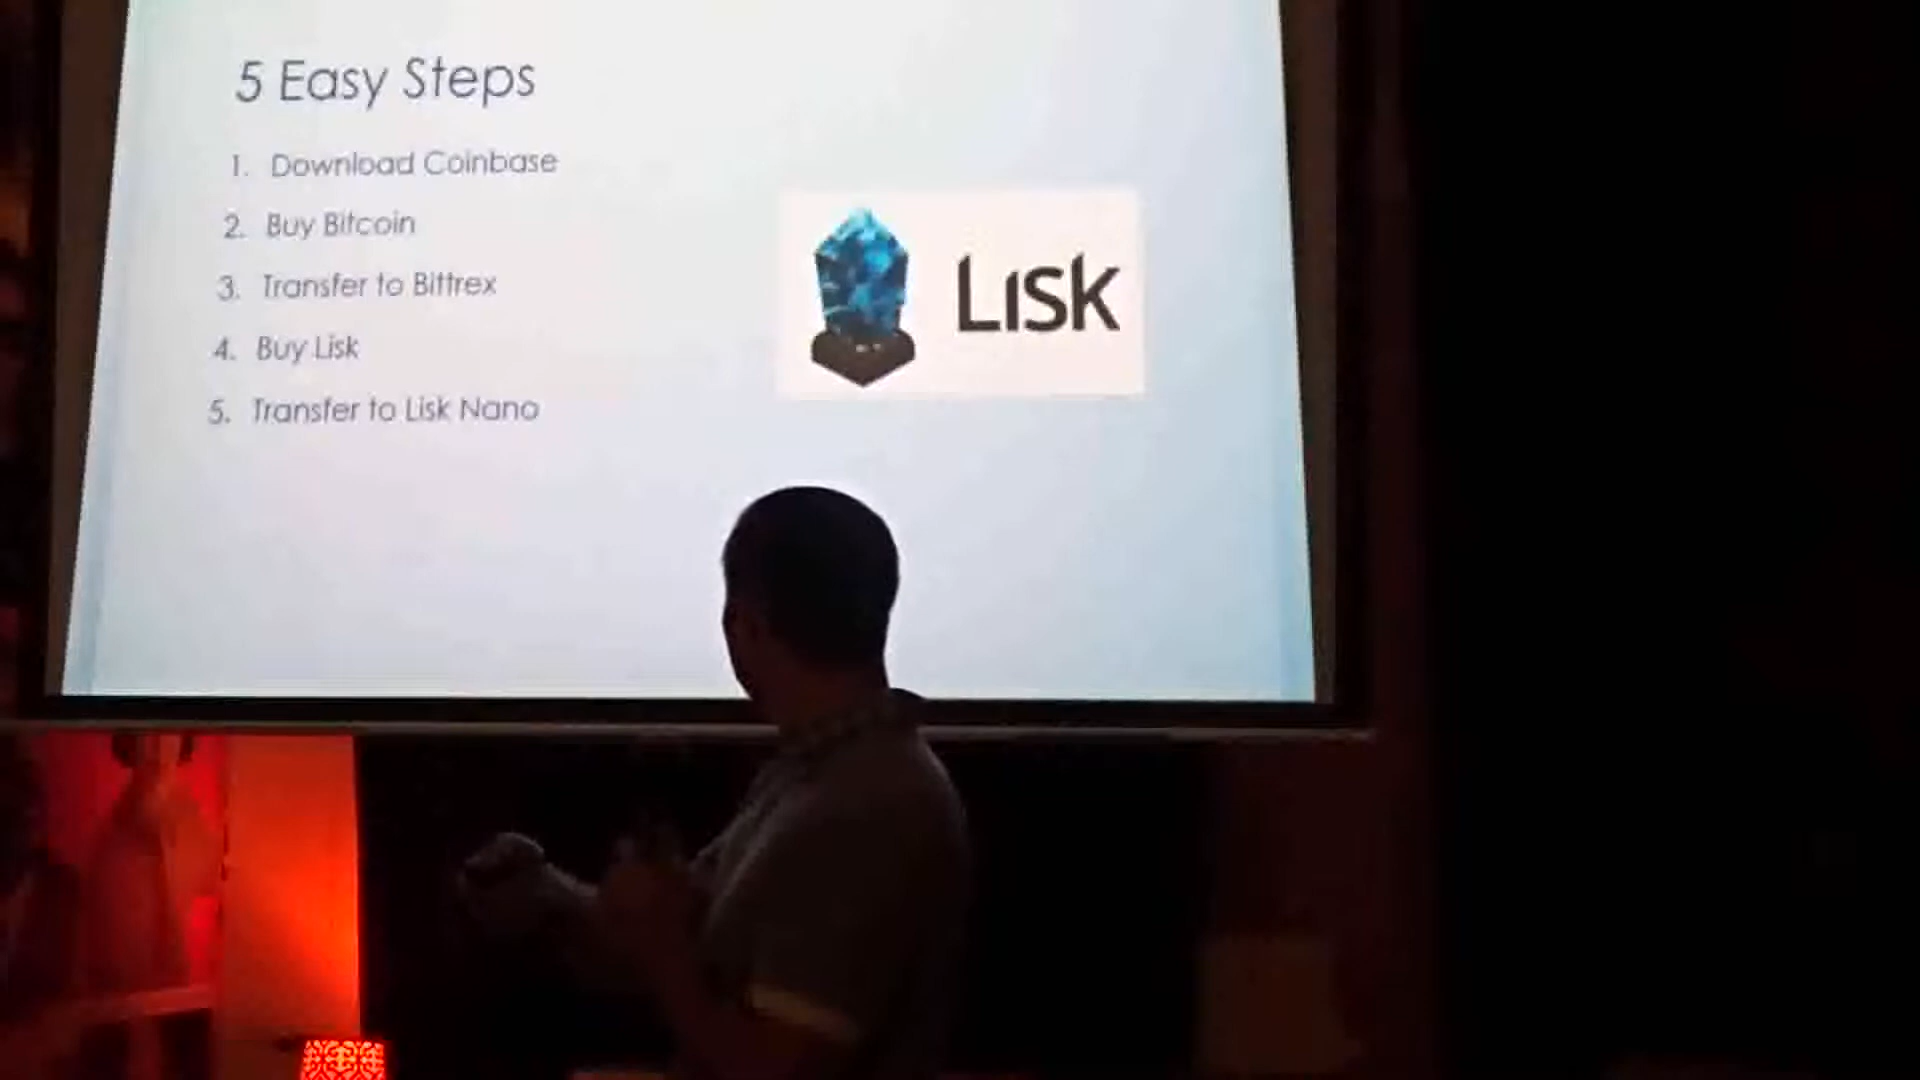 5 Easy Steps
1. Download Coinbase
2. Buy Bitcoin
3. Transfer to Bittrex
4. Buy Lisk
5. Transfer to Lisk Nano
Lisk